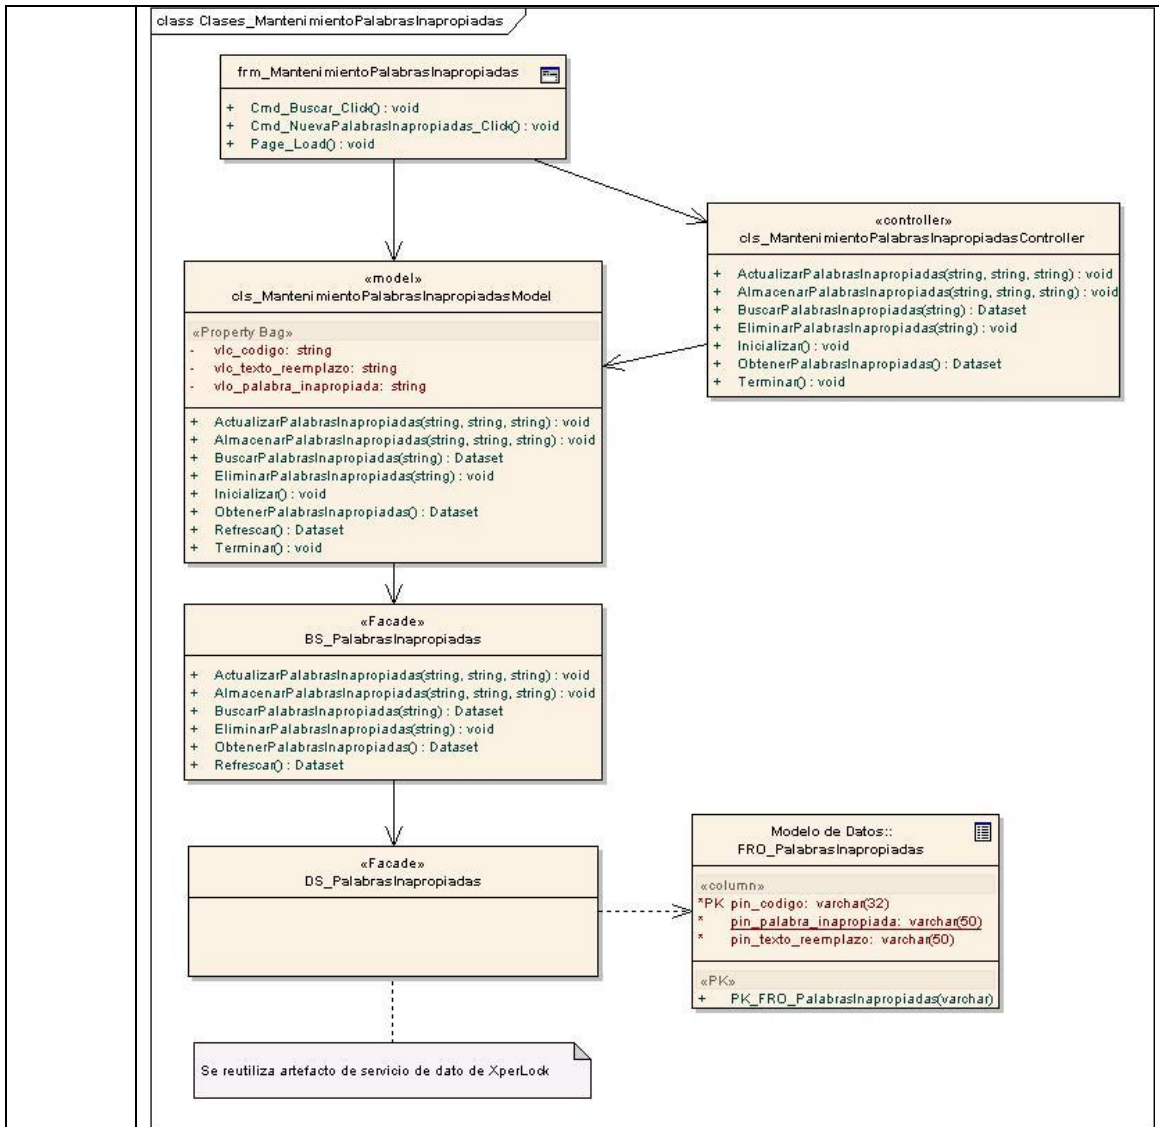 class Clases_MantenimientoPalabrasInapropiadas
frm_MantenimientoPalabrasInapropiadas
+ Cmd_Buscar_Click() : void
+ Cmd_NuevaPalabrasInapropiadas_Click() : void
+ Page_Load() : void
«controller»
cls_MantenimientoPalabrasInapropiadasController
+ ActualizarPalabrasInapropiadas(string, string, string) : void
+ AlmacenarPalabrasInapropiadas(string, string, string) : void
+ BuscarPalabrasInapropiadas(string) : Dataset
+ EliminarPalabrasInapropiadas(string) : void
+ Inicializar() : void
+ ObtenerPalabrasInapropiadas() : Dataset
+ Terminar() : void
«model»
cls_MantenimientoPalabrasInapropiadasModel
«Property Bag»
- vlc_codigo: string
- vlc_texto_reemplazo: string
- vlo_palabra_inapropiada: string
+ ActualizarPalabrasInapropiadas(string, string, string) : void
+ AlmacenarPalabrasInapropiadas(string, string, string) : void
+ BuscarPalabrasInapropiadas(string) : Dataset
+ EliminarPalabrasInapropiadas(string) : void
+ Inicializar() : void
+ ObtenerPalabrasInapropiadas() : Dataset
+ Refrescar() : Dataset
+ Terminar() : void
«Facade»
BS_PalabrasInapropiadas
+ ActualizarPalabrasInapropiadas(string, string, string) : void
+ AlmacenarPalabrasInapropiadas(string, string, string) : void
+ BuscarPalabrasInapropiadas(string) : Dataset
+ EliminarPalabrasInapropiadas(string) : void
+ ObtenerPalabrasInapropiadas() : Dataset
+ Refrescar() : Dataset
«Facade»
DS_PalabrasInapropiadas
Modelo de Datos::
FRO_PalabrasInapropiadas
«column»
*PK pin_codigo: varchar(32)
* pin_palabra_inapropiada: varchar(50)
* pin_texto_reemplazo: varchar(50)
«PK»
+ PK_FRO_PalabrasInapropiadas(varchar)
Se reutiliza artefacto de servicio de dato de XperLock